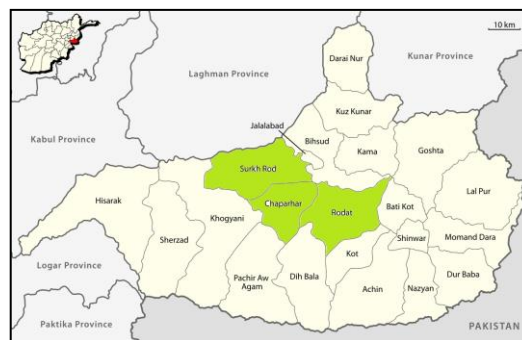 10 km
Darai Nur
Kunar Province
Laghman Province
Kuz Kunar
Jalalabad
Bihsud
Kabul Province
Kama
Goshta
Surkh Rod
Lal Pur
Chaparhar
Hisarak
Khogyani
Rodat
Bati Kot
Sherzad
Shinwar
Momand Dara
Kot
Logar Province
Pachir Aw
Agam
Dih Bala
Dur Baba
Achin
Nazyan
Paktika Province
PAKISTAN